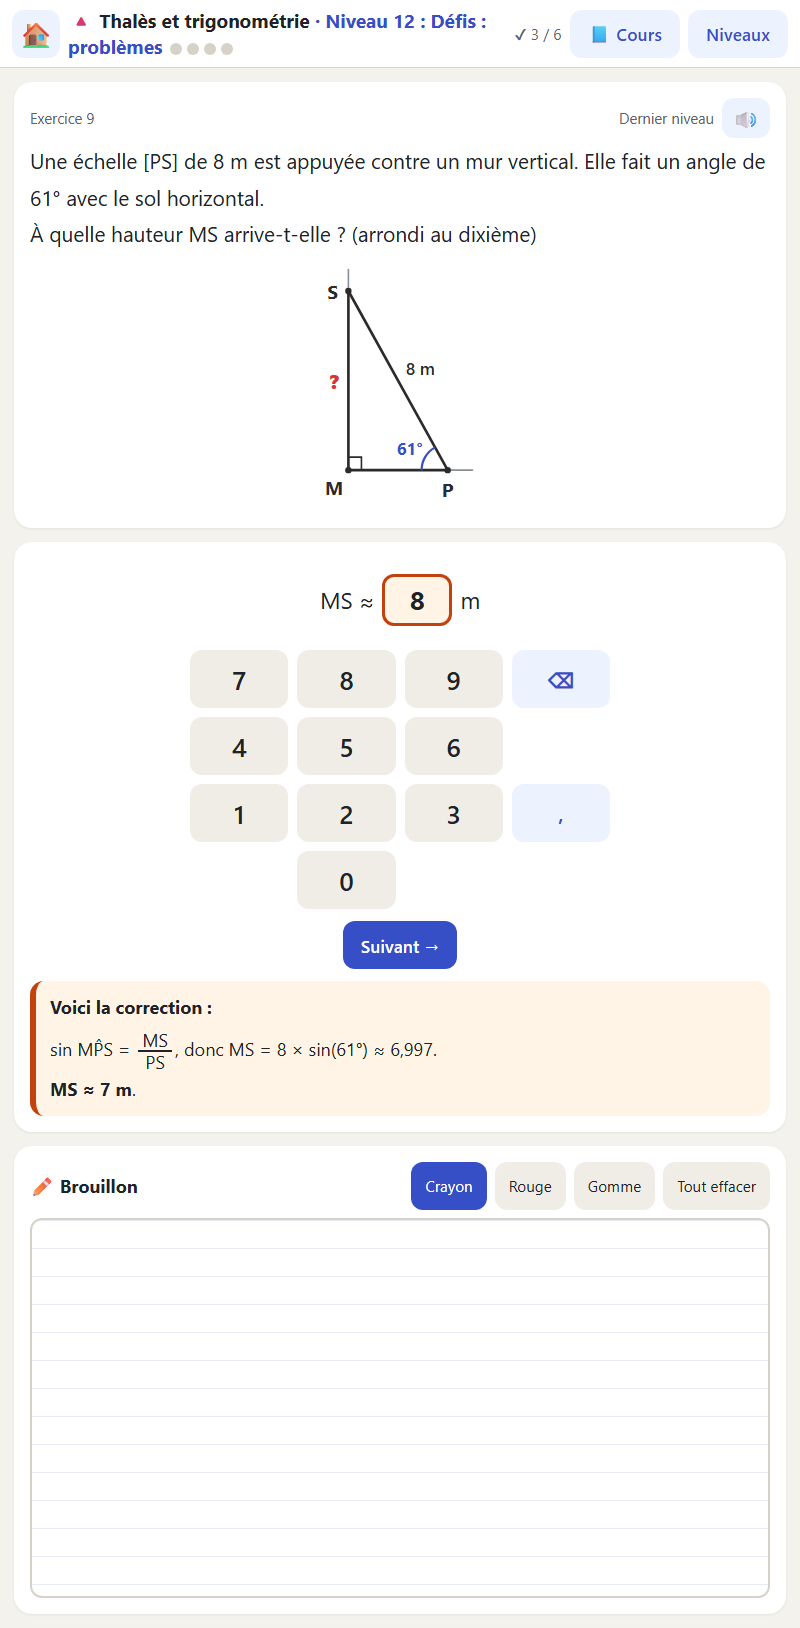 Thalès et trigonométrie · Niveau 12 : Défis :
problèmes
✓ 3 / 6
Cours
Niveaux
Exercice 9
Dernier niveau
Une échelle [PS] de 8 m est appuyée contre un mur vertical. Elle fait un angle de
61° avec le sol horizontal.
À quelle hauteur MS arrive-t-elle ? (arrondi au dixième)
S
8 m
?
61°
M
P
MS ≈ 8 m
7 8 9 ⌫
4 5 6
1 2 3 ,
0
Suivant →
Voici la correction :
sin MP̂S = MS/PS, donc MS = 8 × sin(61°) ≈ 6,997.
MS ≈ 7 m.
Brouillon
Crayon
Rouge
Gomme
Tout effacer